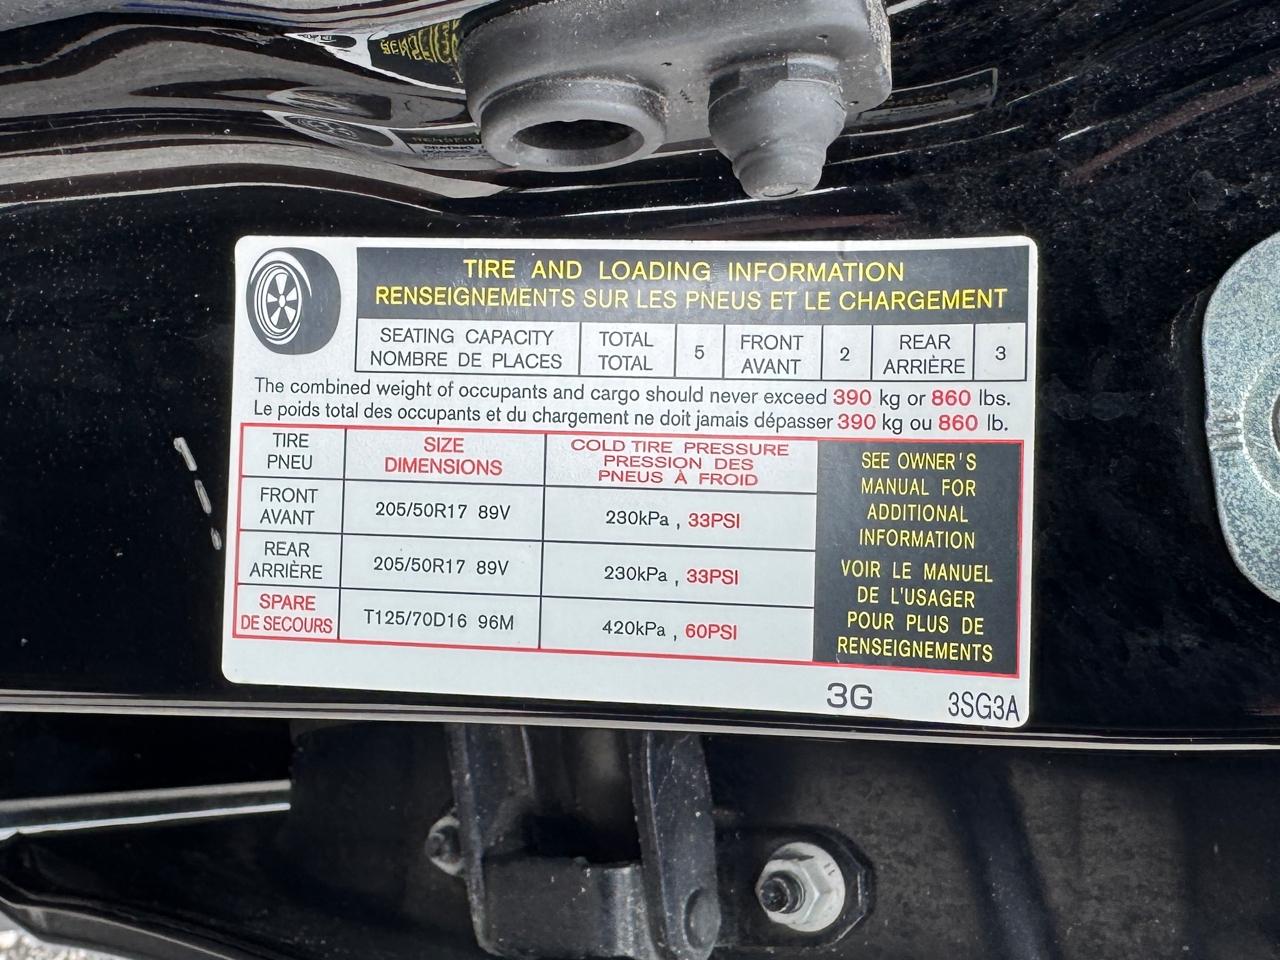 TIRE AND LOADING INFORMATION
RENSEIGNEMENTS SUR LES PNEUS ET LE CHARGEMENT
SEATING CAPACITY
NOMBRE DE PLACES
TOTAL
TOTAL
5
FRONT
AVANT
2
REAR
ARRIÈRE
3
The combined weight of occupants and cargo should never exceed 390 kg or 860 lbs.
Le poids total des occupants et du chargement ne doit jamais dépasser 390 kg ou 860 lb.
TIRE
PNEU
SIZE
DIMENSIONS
COLD TIRE PRESSURE
PRESSION DES
PNEUS À FROID
FRONT
AVANT
205/50R17 89V
230kPa , 33PSI
REAR
ARRIÈRE
205/50R17 89V
230kPa , 33PSI
SPARE
DE SECOURS
T125/70D16 96M
420kPa , 60PSI
SEE OWNER'S
MANUAL FOR
ADDITIONAL
INFORMATION
VOIR LE MANUEL
DE L'USAGER
POUR PLUS DE
RENSEIGNEMENTS
3G
3SG3A